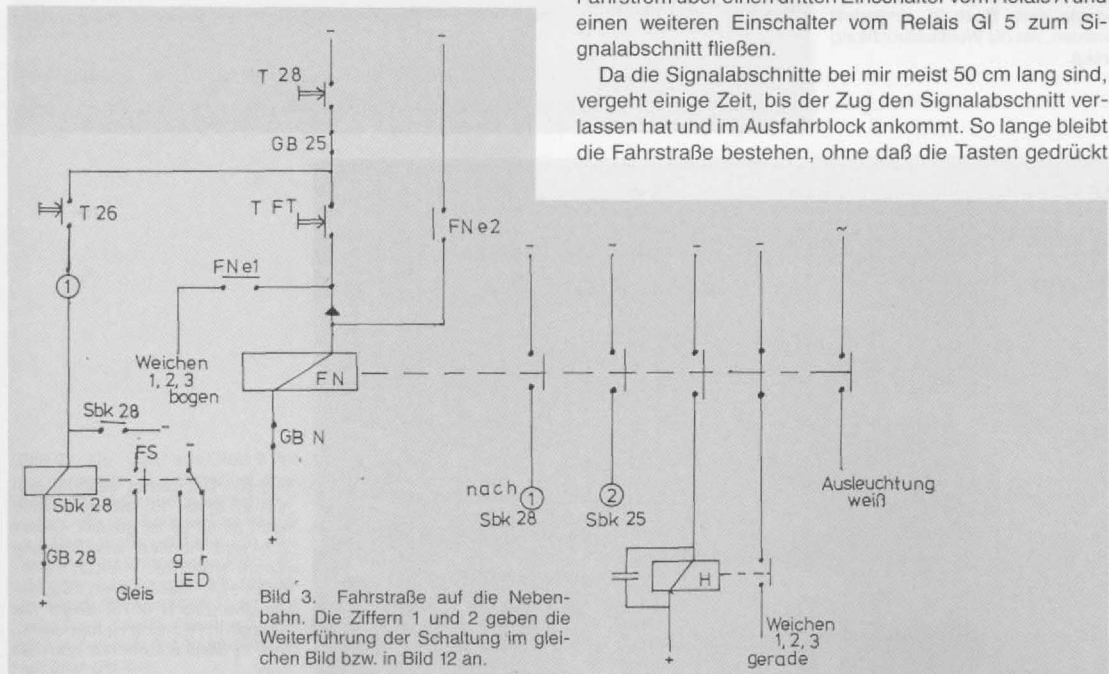 Fahrstrom über einen dritten Einschalter vom Relais A und
einen weiteren Einschalter vom Relais Gl 5 zum Si-
gnalabschnitt fließen.
Da die Signalabschnitte bei mir meist 50 cm lang sind,
vergeht einige Zeit, bis der Zug den Signalabschnitt ver-
lassen hat und im Ausfahrblock ankommt. So lange bleibt
die Fahrstraße bestehen, ohne daß die Tasten gedrückt
-
-
T 28
GB 25
T 26
T FT
FNe2
FNe1
1
Weichen
1, 2, 3
bogen
FN
GB N
+
Sbk 28
-
FS
-
Sbk 28
GB 28
+
g r
LED
Gleis
- - - - ~
nach 1
Sbk 28
2
Sbk 25
H
+
Weichen
1, 2, 3
gerade
Ausleuchtung
weiß
Bild 3. Fahrstraße auf die Neben-
bahn. Die Ziffern 1 und 2 geben die
Weiterführung der Schaltung im glei-
chen Bild bzw. in Bild 12 an.